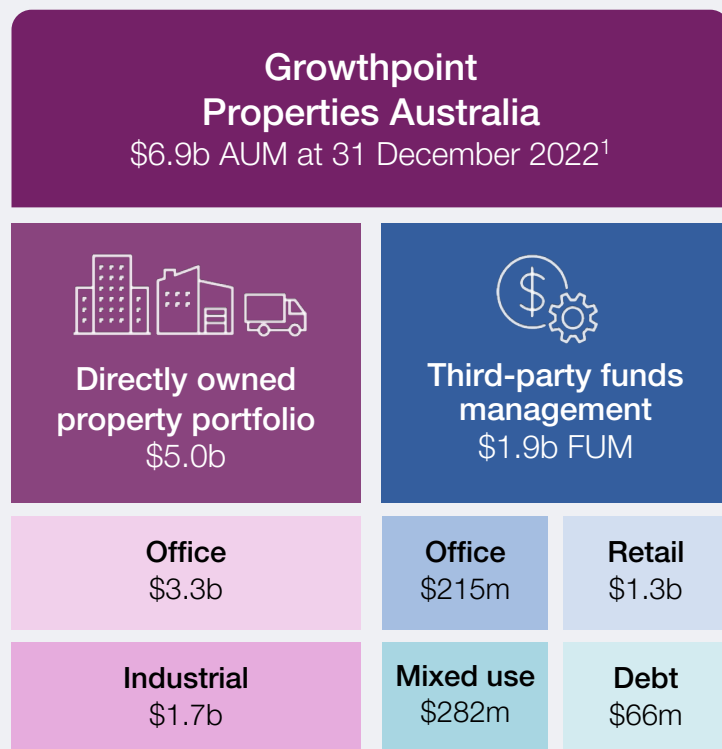 Growthpoint
Properties Australia
$6.9b AUM at 31 December 2022¹
Directly owned
property portfolio
$5.0b
$
Third-party funds
management
$1.9b FUM
Office
$3.3b
Office
$215m
Retail
$1.3b
Industrial
$1.7b
Mixed use
$282m
Debt
$66m